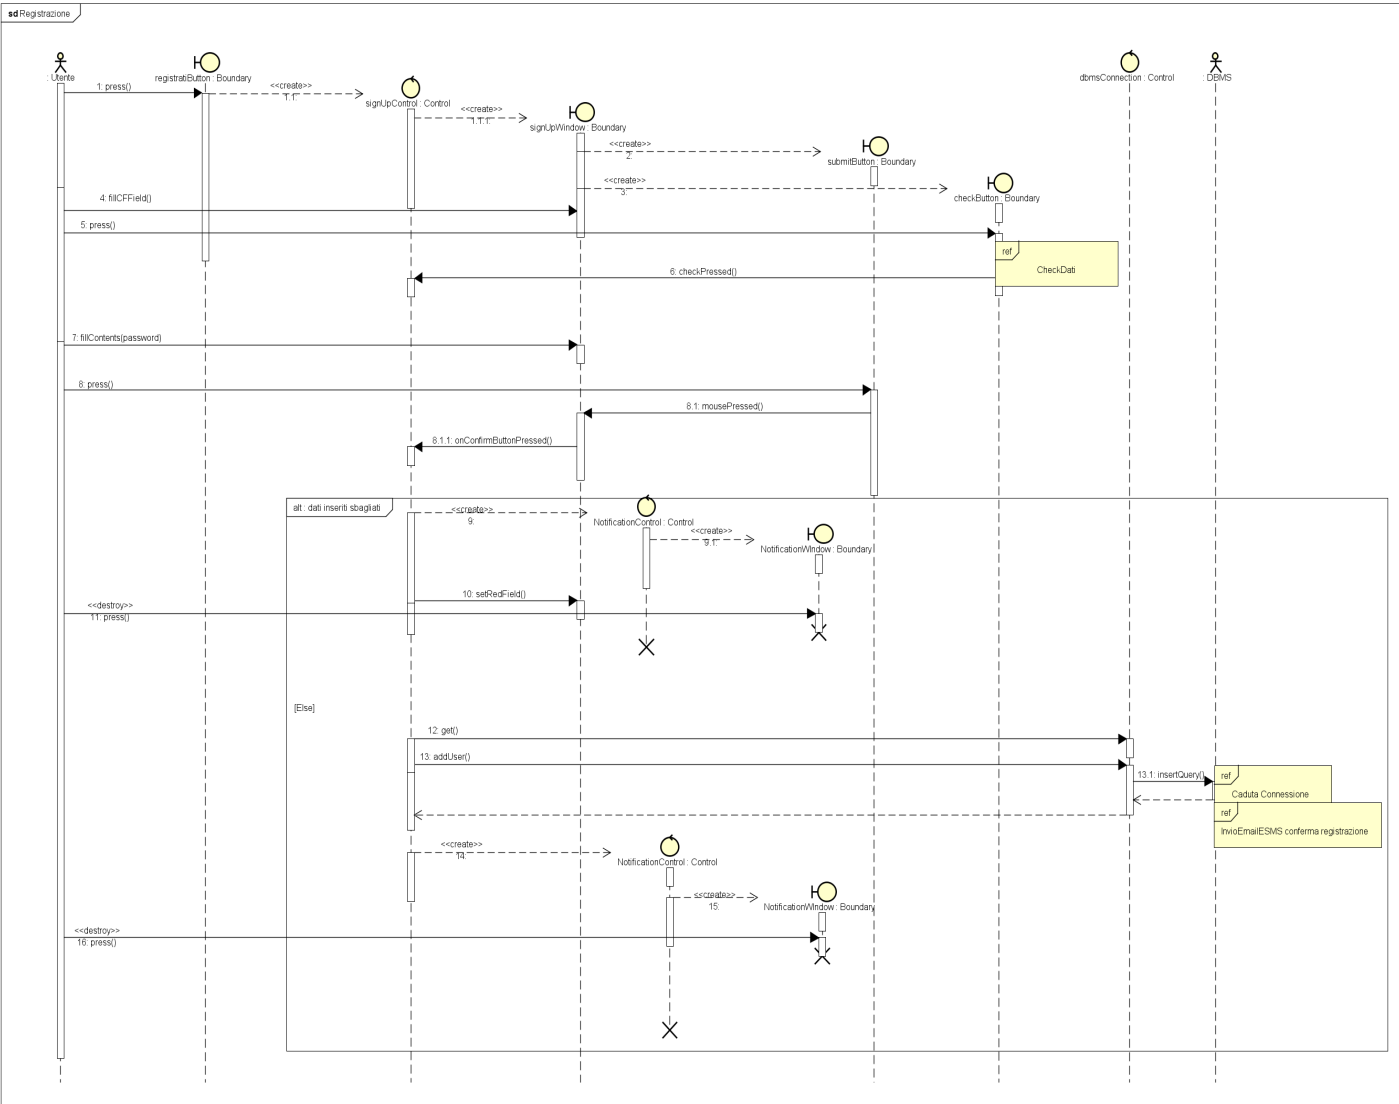 sd Registrazione
: Utente
registratiButton : Boundary
dbmsConnection : Control
: DBMS
1: press()
<<create>>
1.1:
signUpControl : Control
<<create>>
1.1.1:
signUpWindow : Boundary
<<create>>
2:
submitButton : Boundary
<<create>>
3:
checkButton : Boundary
4: fillCFField()
5: press()
ref
CheckDati
6: checkPressed()
7: fillContents(password)
8: press()
8.1: mousePressed()
8.1.1: onConfirmButtonPressed()
alt : dati inseriti sbagliati
<<create>>
9:
NotificationControl : Control
<<create>>
9.1:
NotificationWIndow : Boundary
10: setRedField()
<<destroy>>
11: press()
[Else]
12: get()
13: addUser()
13.1: insertQuery()
ref
Caduta Connessione
ref
InvioEmailESMS conferma registrazione
<<create>>
14:
NotificationControl : Control
<<create>>
15:
NotificationWIndow : Boundary
<<destroy>>
16: press()